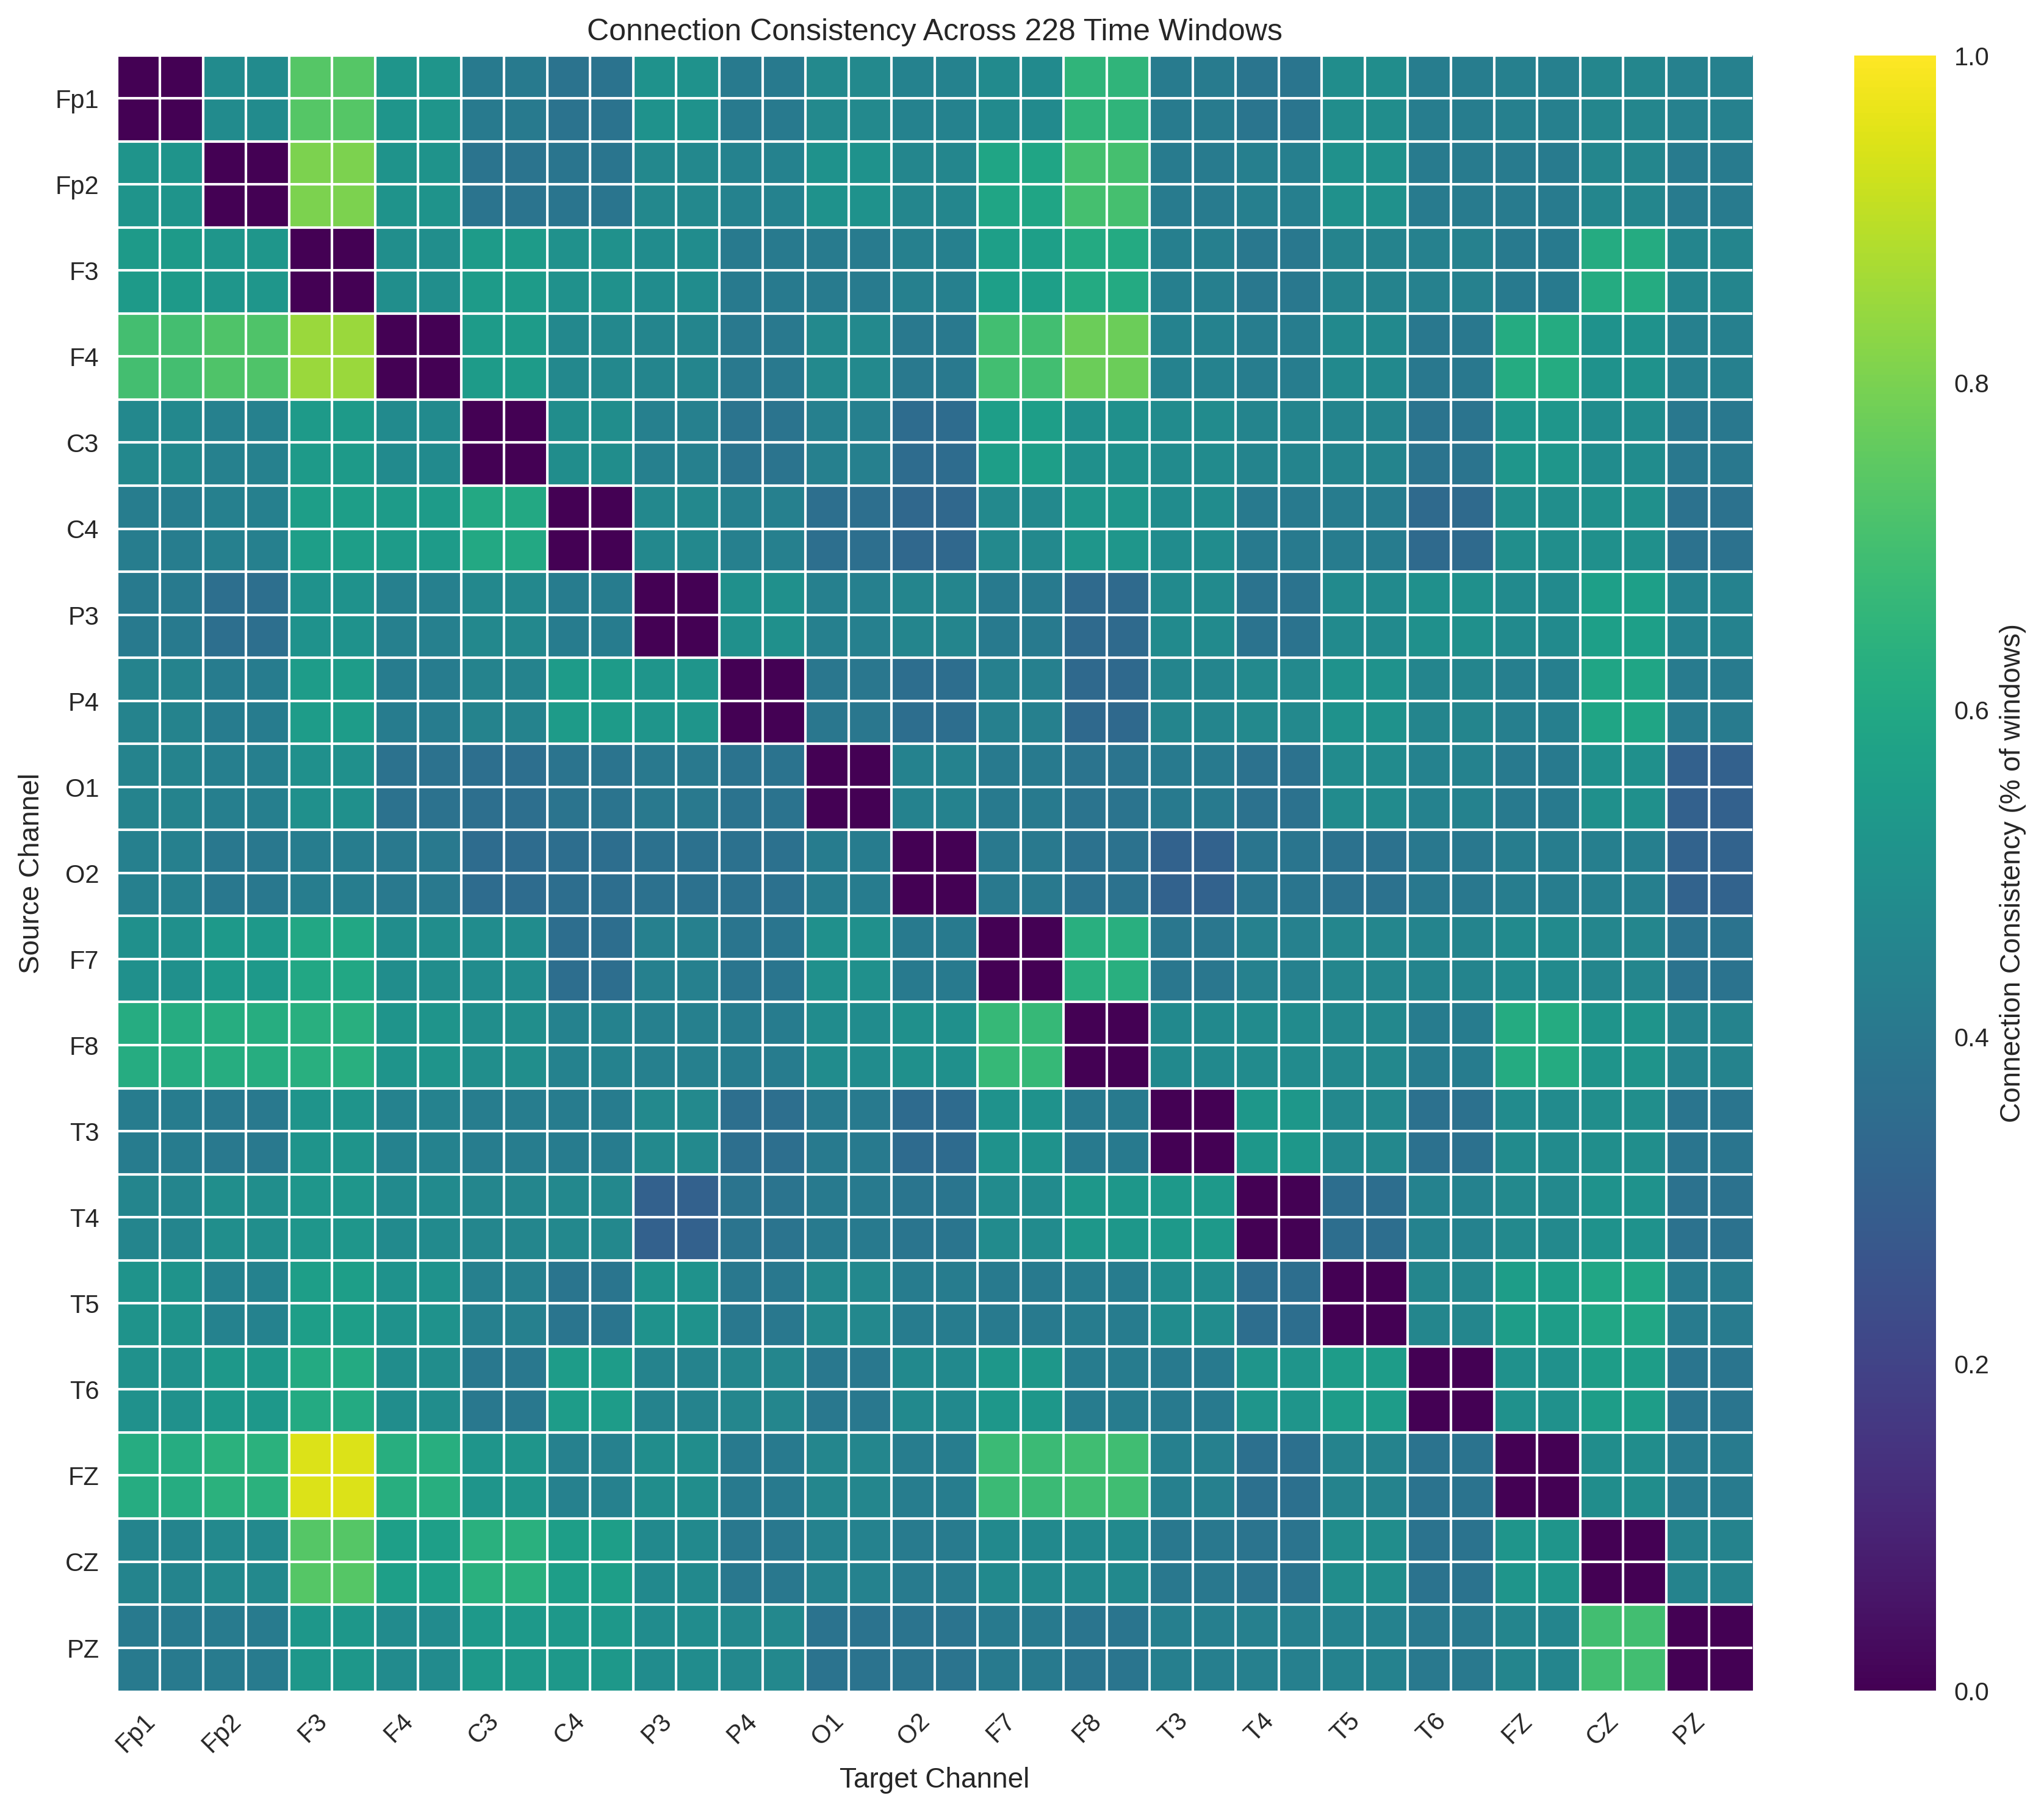 Connection Consistency Across 228 Time Windows
Source Channel
Fp1
Fp2
F3
F4
C3
C4
P3
P4
O1
O2
F7
F8
T3
T4
T5
T6
FZ
CZ
PZ
Fp1 Fp2 F3 F4 C3 C4 P3 P4 O1 O2 F7 F8 T3 T4 T5 T6 FZ CZ PZ
Target Channel
1.0
0.8
0.6
0.4
0.2
0.0
Connection Consistency (% of windows)